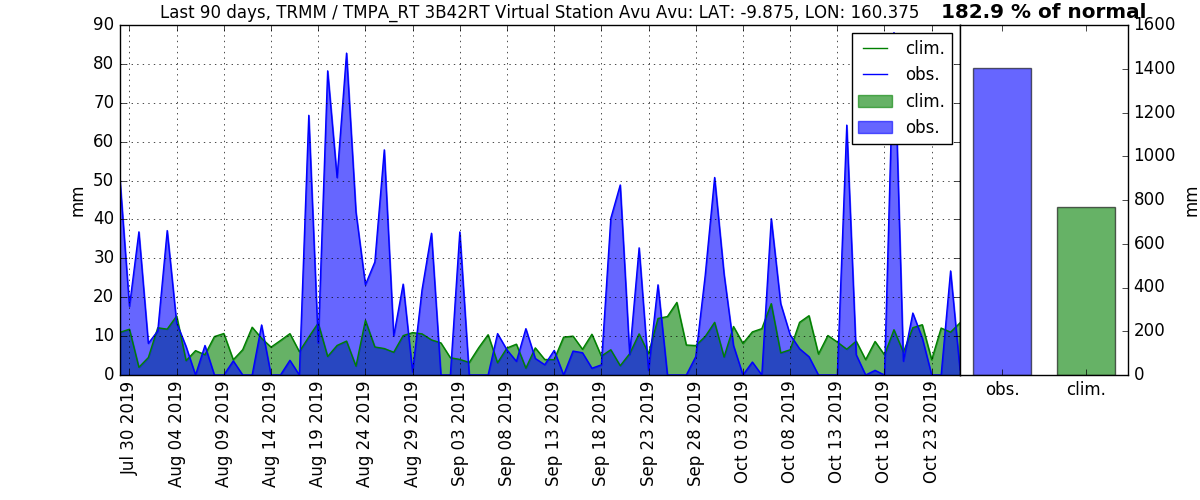 Last 90 days, TRMM / TMPA_RT 3B42RT Virtual Station Avu Avu: LAT: -9.875, LON: 160.375
182.9 % of normal
90
80
70
60
50
40
30
20
10
0
mm
clim.
obs.
clim.
obs.
Jul 30 2019
Aug 04 2019
Aug 09 2019
Aug 14 2019
Aug 19 2019
Aug 24 2019
Aug 29 2019
Sep 03 2019
Sep 08 2019
Sep 13 2019
Sep 18 2019
Sep 23 2019
Sep 28 2019
Oct 03 2019
Oct 08 2019
Oct 13 2019
Oct 18 2019
Oct 23 2019
1600
1400
1200
1000
800
600
400
200
0
mm
obs.
clim.